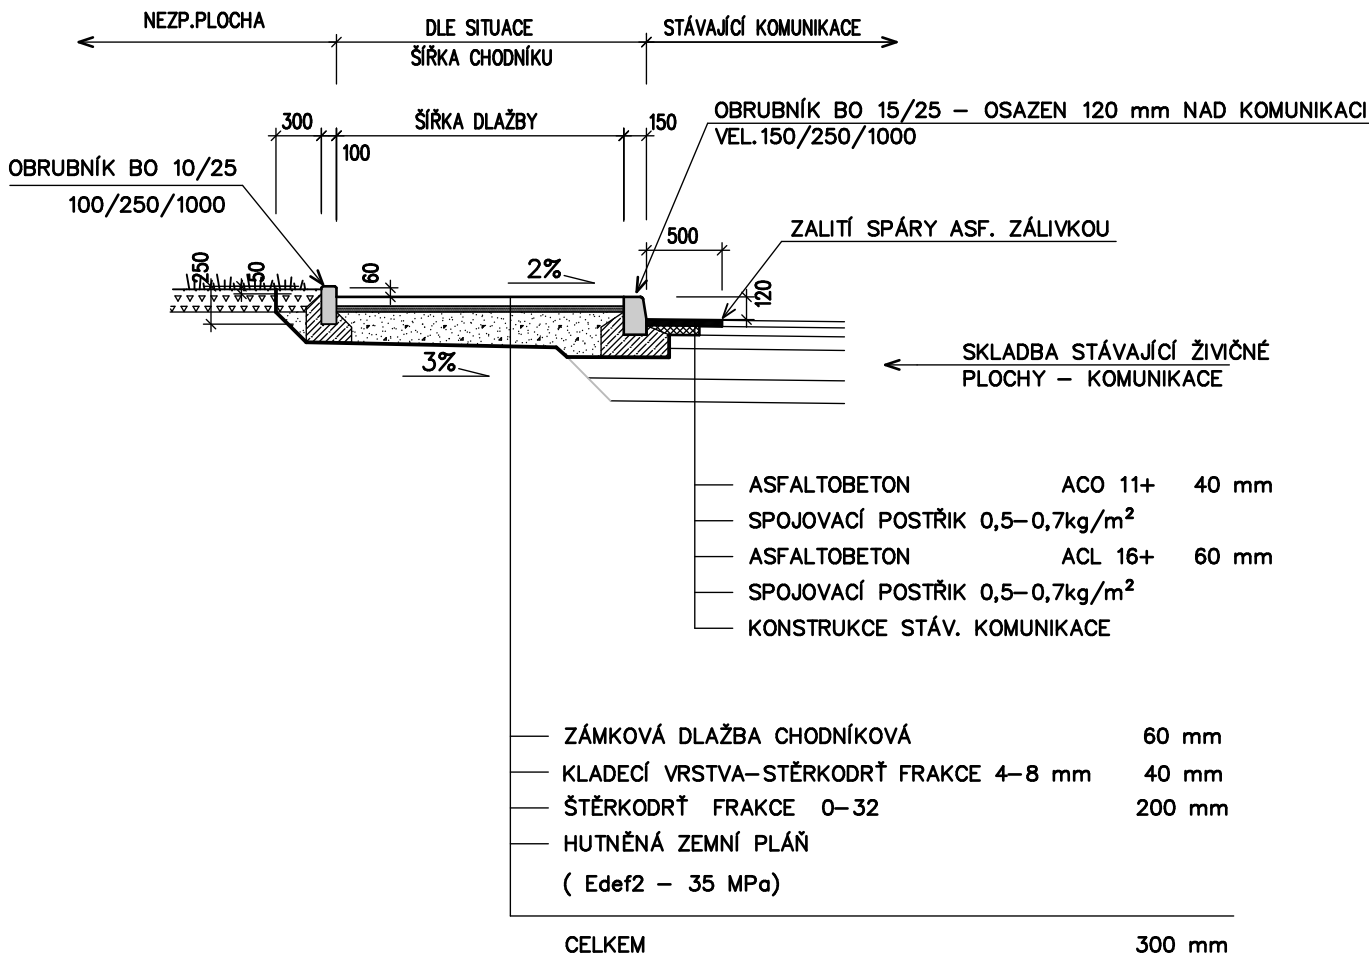 NEZP.PLOCHA
DLE SITUACE
ŠÍŘKA CHODNÍKU
STÁVAJÍCÍ KOMUNIKACE
300
ŠÍŘKA DLAŽBY
150
100
OBRUBNÍK BO 15/25 – OSAZEN 120 mm NAD KOMUNIKACI
VEL.150/250/1000
OBRUBNÍK BO 10/25
100/250/1000
500
ZALITÍ SPÁRY ASF. ZÁLIVKOU
250
50
60
2%
120
3%
SKLADBA STÁVAJÍCÍ ŽIVIČNÉ
PLOCHY – KOMUNIKACE
ASFALTOBETON ACO 11+ 40 mm
SPOJOVACÍ POSTŘIK 0,5–0,7kg/m²
ASFALTOBETON ACL 16+ 60 mm
SPOJOVACÍ POSTŘIK 0,5–0,7kg/m²
KONSTRUKCE STÁV. KOMUNIKACE
ZÁMKOVÁ DLAŽBA CHODNÍKOVÁ 60 mm
KLADECÍ VRSTVA–STĚRKODRŤ FRAKCE 4–8 mm 40 mm
ŠTĚRKODRŤ FRAKCE 0–32 200 mm
HUTNĚNÁ ZEMNÍ PLÁŇ
( Edef2 – 35 MPa)
CELKEM 300 mm